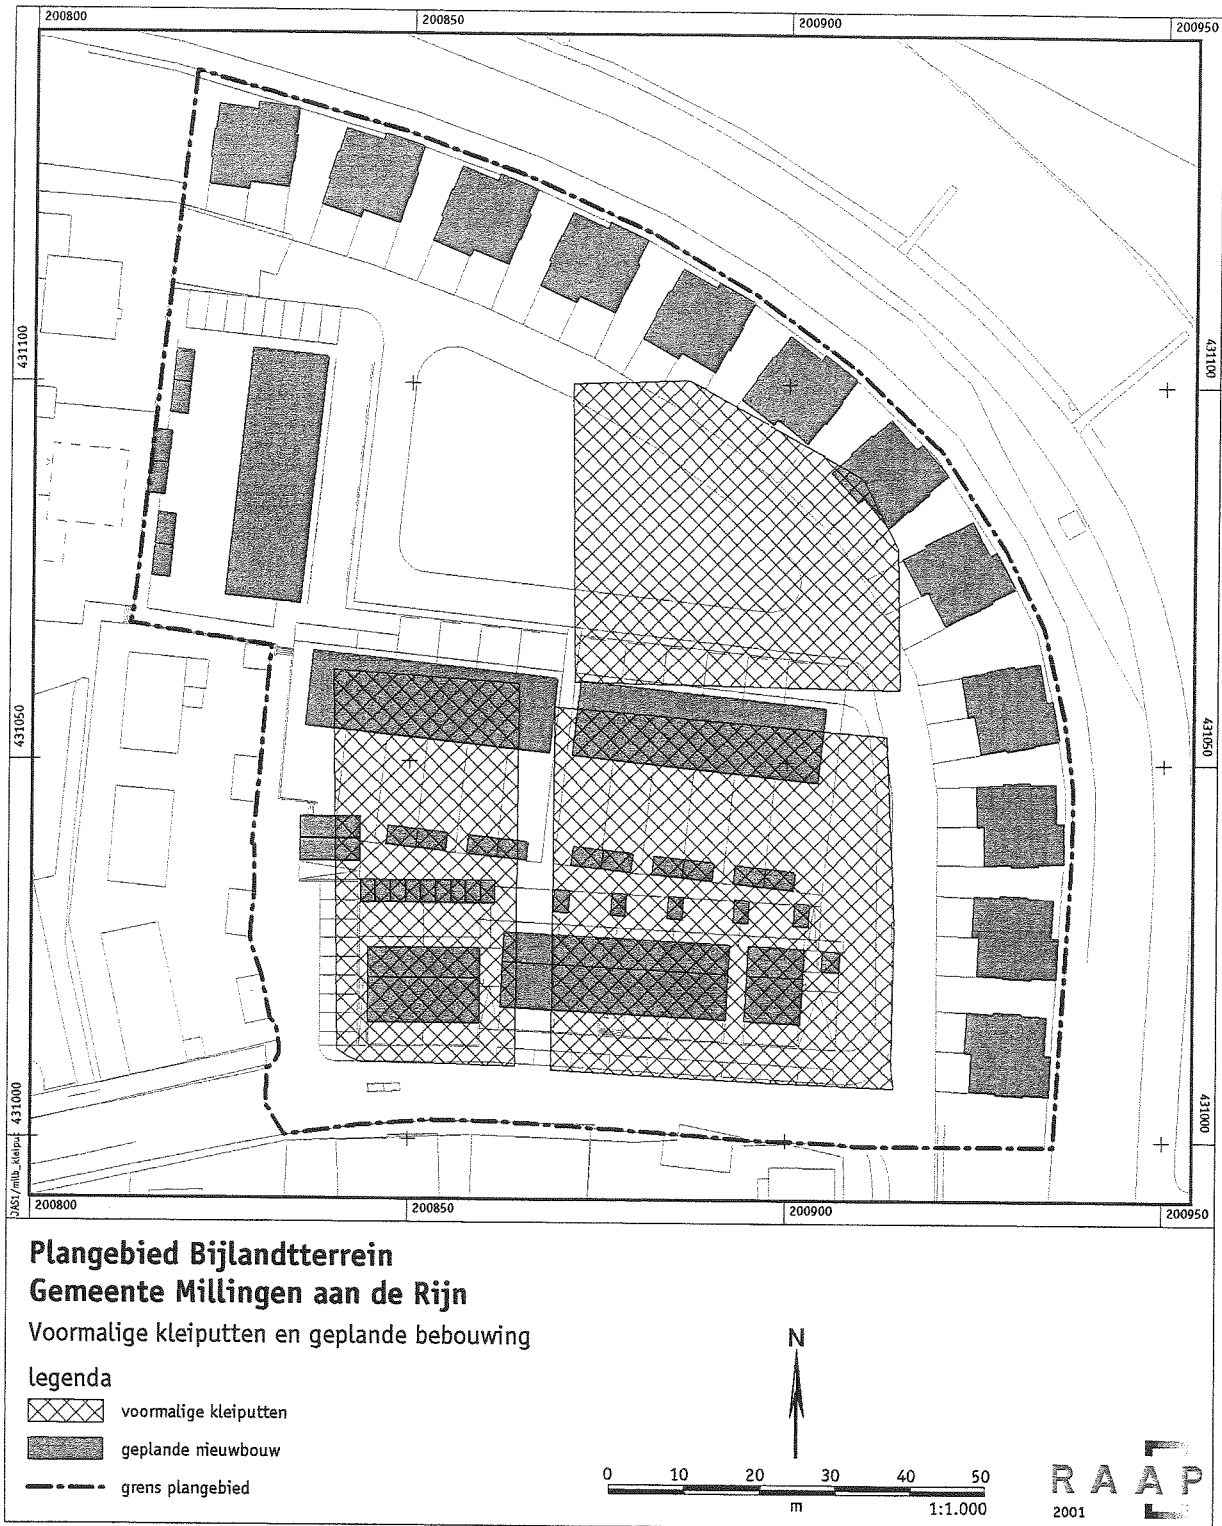 200800
200850
200900
200950
431100
431100
431050
431050
431000
431000
200800
200850
200900
200950
Plangebied Bijlandtterrein
Gemeente Millingen aan de Rijn
Voormalige kleiputten en geplande bebouwing
legenda
voormalige kleiputten
geplande nieuwbouw
grens plangebied
N
0 10 20 30 40 50
m 1:1.000
RAAP
2001